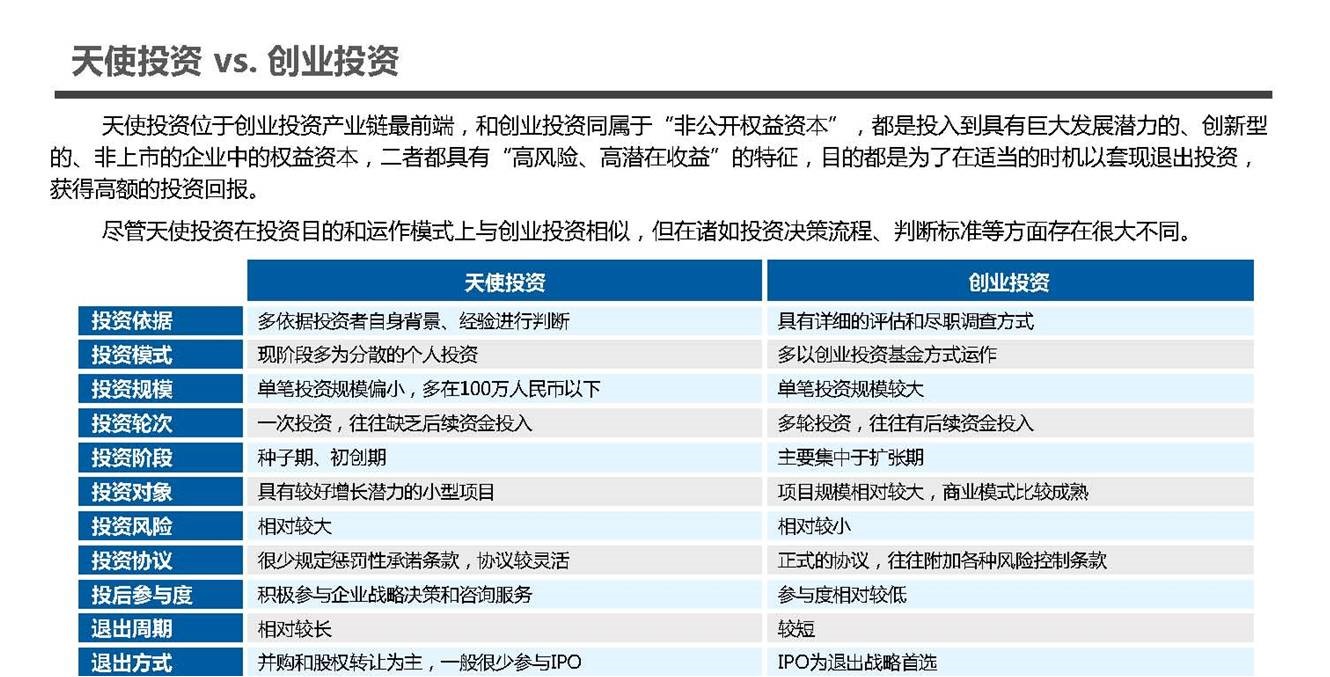 天使投资 vs. 创业投资
天使投资位于创业投资产业链最前端，和创业投资同属于“非公开权益资本”，都是投入到具有巨大发展潜力的、创新型
的、非上市的企业中的权益资本，二者都具有“高风险、高潜在收益”的特征，目的都是为了在适当的时机以套现退出投资，
获得高额的投资回报。
尽管天使投资在投资目的和运作模式上与创业投资相似，但在诸如投资决策流程、判断标准等方面存在很大不同。
天使投资 创业投资
投资依据 多依据投资者自身背景、经验进行判断 具有详细的评估和尽职调查方式
投资模式 现阶段多为分散的个人投资 多以创业投资基金方式运作
投资规模 单笔投资规模偏小，多在100万人民币以下 单笔投资规模较大
投资轮次 一次投资，往往缺乏后续资金投入 多轮投资，往往有后续资金投入
投资阶段 种子期、初创期 主要集中于扩张期
投资对象 具有较好增长潜力的小型项目 项目规模相对较大，商业模式比较成熟
投资风险 相对较大 相对较小
投资协议 很少规定惩罚性承诺条款，协议较灵活 正式的协议，往往附加各种风险控制条款
投后参与度 积极参与企业战略决策和咨询服务 参与度相对较低
退出周期 相对较长 较短
退出方式 并购和股权转让为主，一般很少参与IPO IPO为退出战略首选